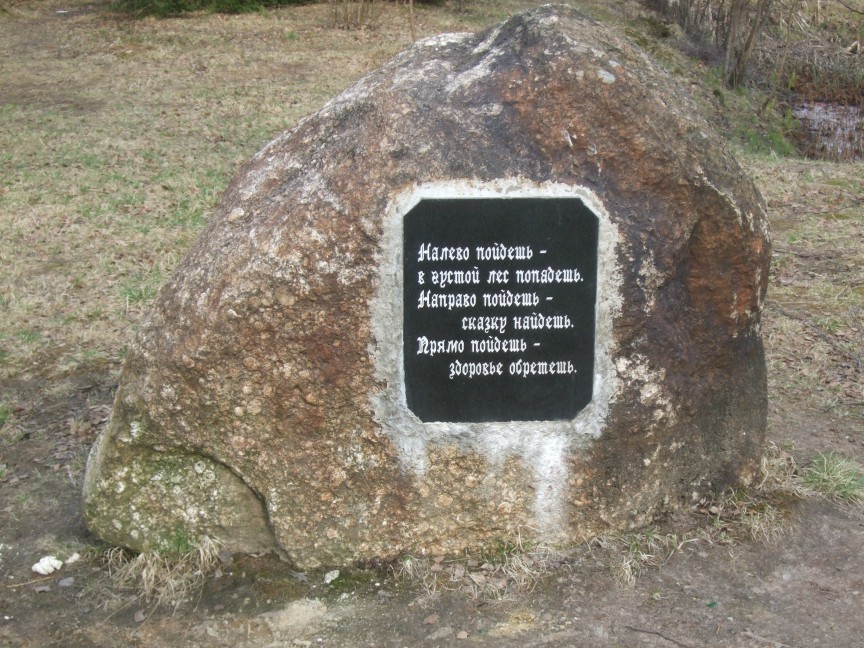 Налево пойдешь -
в густой лес попадешь.
Направо пойдешь -
сказку найдешь.
Прямо пойдешь -
здоровье обретешь.